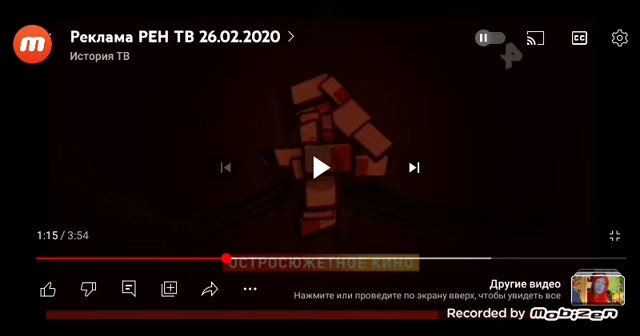 Реклама РЕН ТВ 26.02.2020
История ТВ
CC
1:15 / 3:54
ОСТРОСЮЖЕТНОЕ КИНО
Другие видео
Нажмите или проведите по экрану вверх, чтобы увидеть все
Recorded by Mobizen